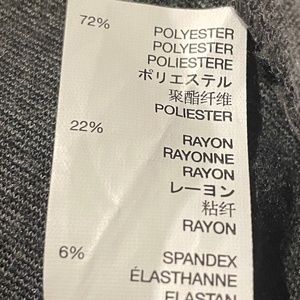 72% POLYESTER
POLYESTER
POLIESTERE
ポリエステル
聚酯纤维
POLIESTER
22% RAYON
RAYONNE
RAYON
レーヨン
粘纤
RAYON
6% SPANDEX
ÉLASTHANNE
ELASTAN